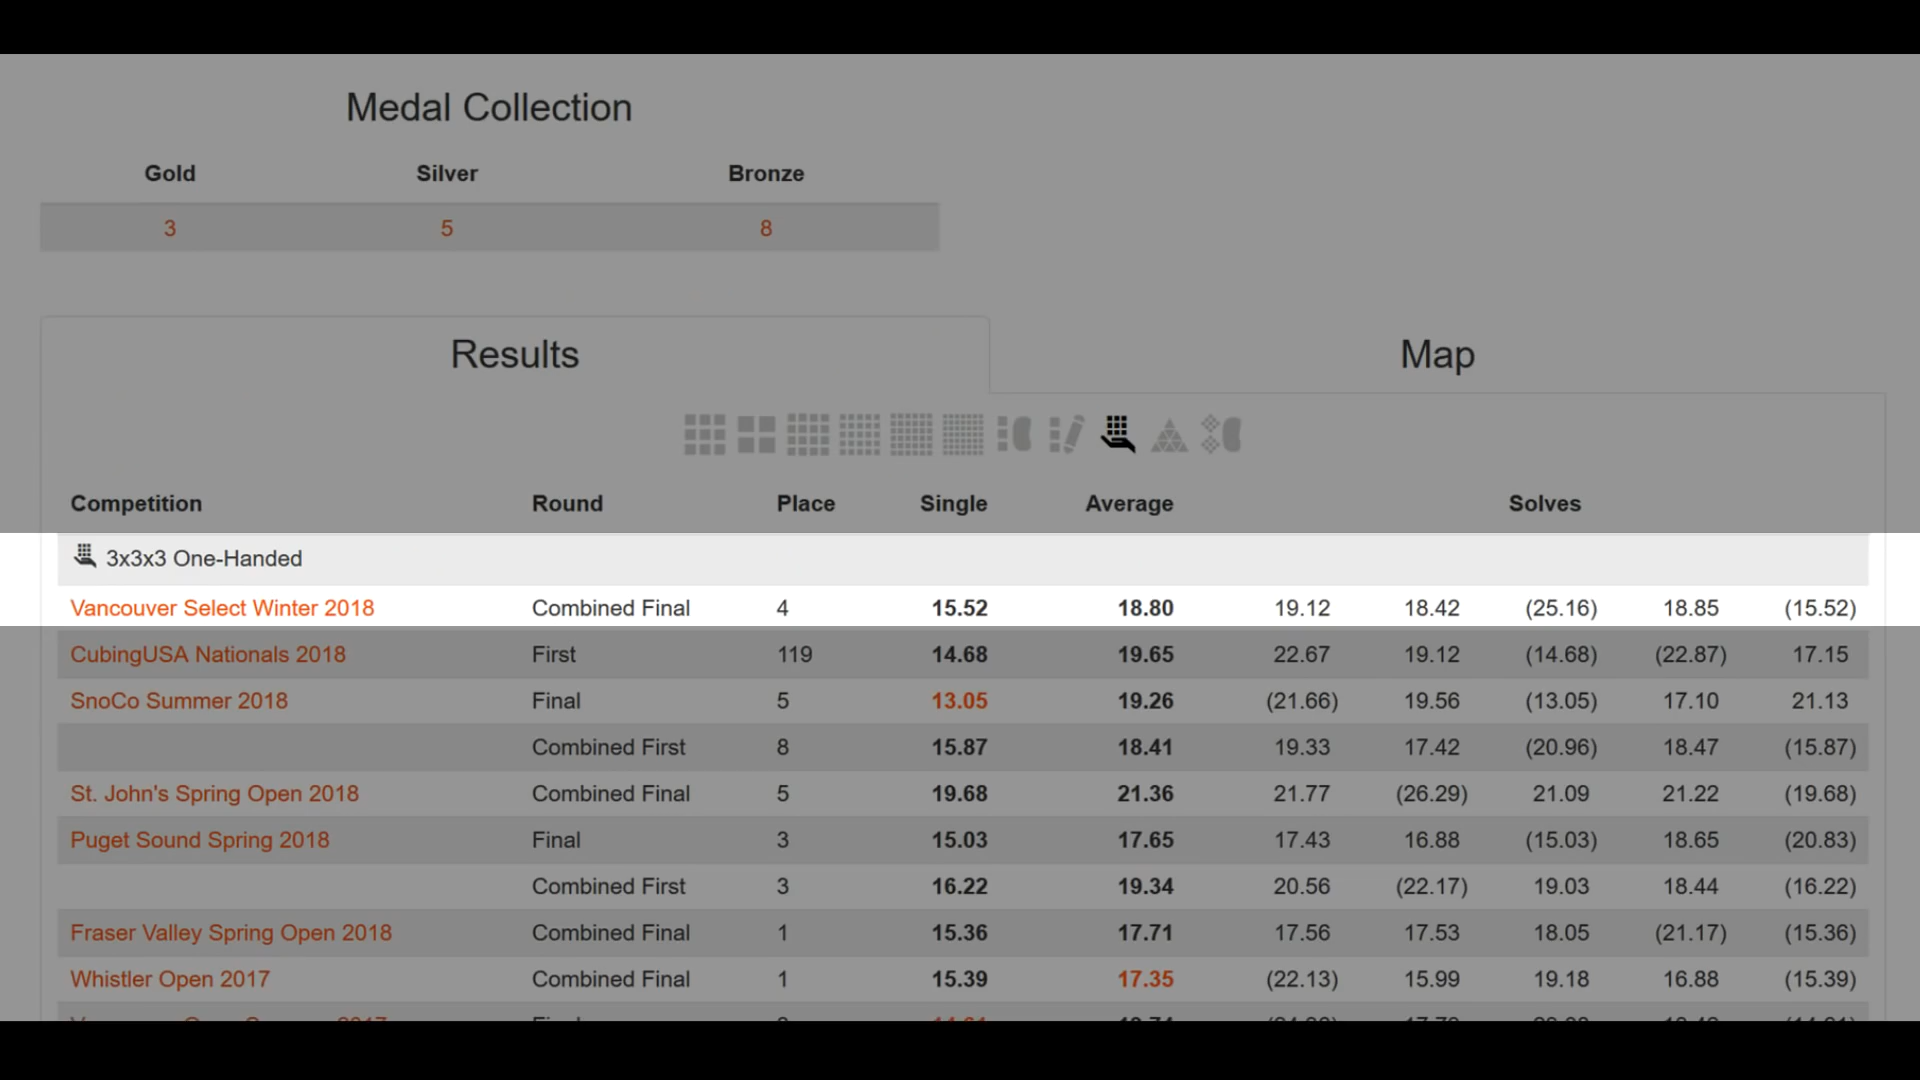 Medal Collection
Gold Silver Bronze
3 5 8
Results Map
Competition Round Place Single Average Solves
3x3x3 One-Handed
Vancouver Select Winter 2018 Combined Final 4 15.52 18.80 19.12 18.42 (25.16) 18.85 (15.52)
CubingUSA Nationals 2018 First 119 14.68 19.65 22.67 19.12 (14.68) (22.87) 17.15
SnoCo Summer 2018 Final 5 13.05 19.26 (21.66) 19.56 (13.05) 17.10 21.13
Combined First 8 15.87 18.41 19.33 17.42 (20.96) 18.47 (15.87)
St. John's Spring Open 2018 Combined Final 5 19.68 21.36 21.77 (26.29) 21.09 21.22 (19.68)
Puget Sound Spring 2018 Final 3 15.03 17.65 17.43 16.88 (15.03) 18.65 (20.83)
Combined First 3 16.22 19.34 20.56 (22.17) 19.03 18.44 (16.22)
Fraser Valley Spring Open 2018 Combined Final 1 15.36 17.71 17.56 17.53 18.05 (21.17) (15.36)
Whistler Open 2017 Combined Final 1 15.39 17.35 (22.13) 15.99 19.18 16.88 (15.39)